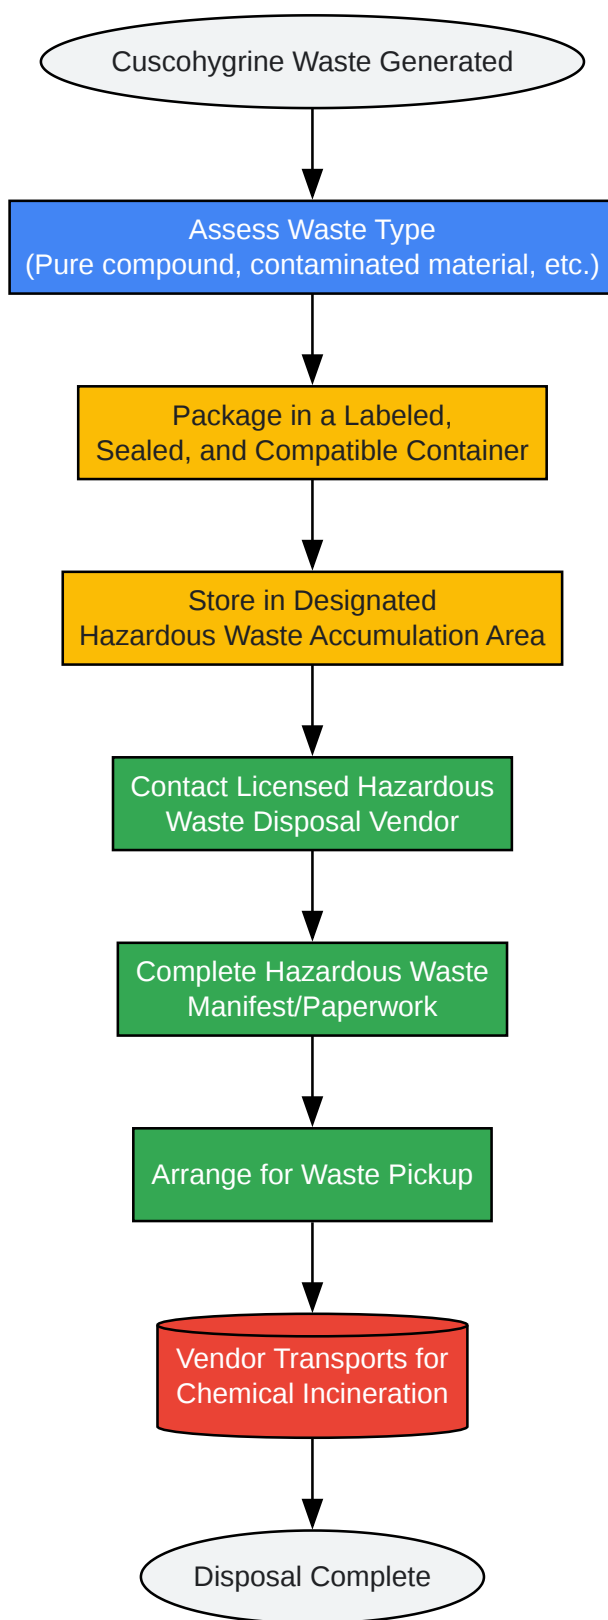 Cuscohygrine Waste Generated
Assess Waste Type
(Pure compound, contaminated material, etc.)
Package in a Labeled,
Sealed, and Compatible Container
Store in Designated
Hazardous Waste Accumulation Area
Contact Licensed Hazardous
Waste Disposal Vendor
Complete Hazardous Waste
Manifest/Paperwork
Arrange for Waste Pickup
Vendor Transports for
Chemical Incineration
Disposal Complete